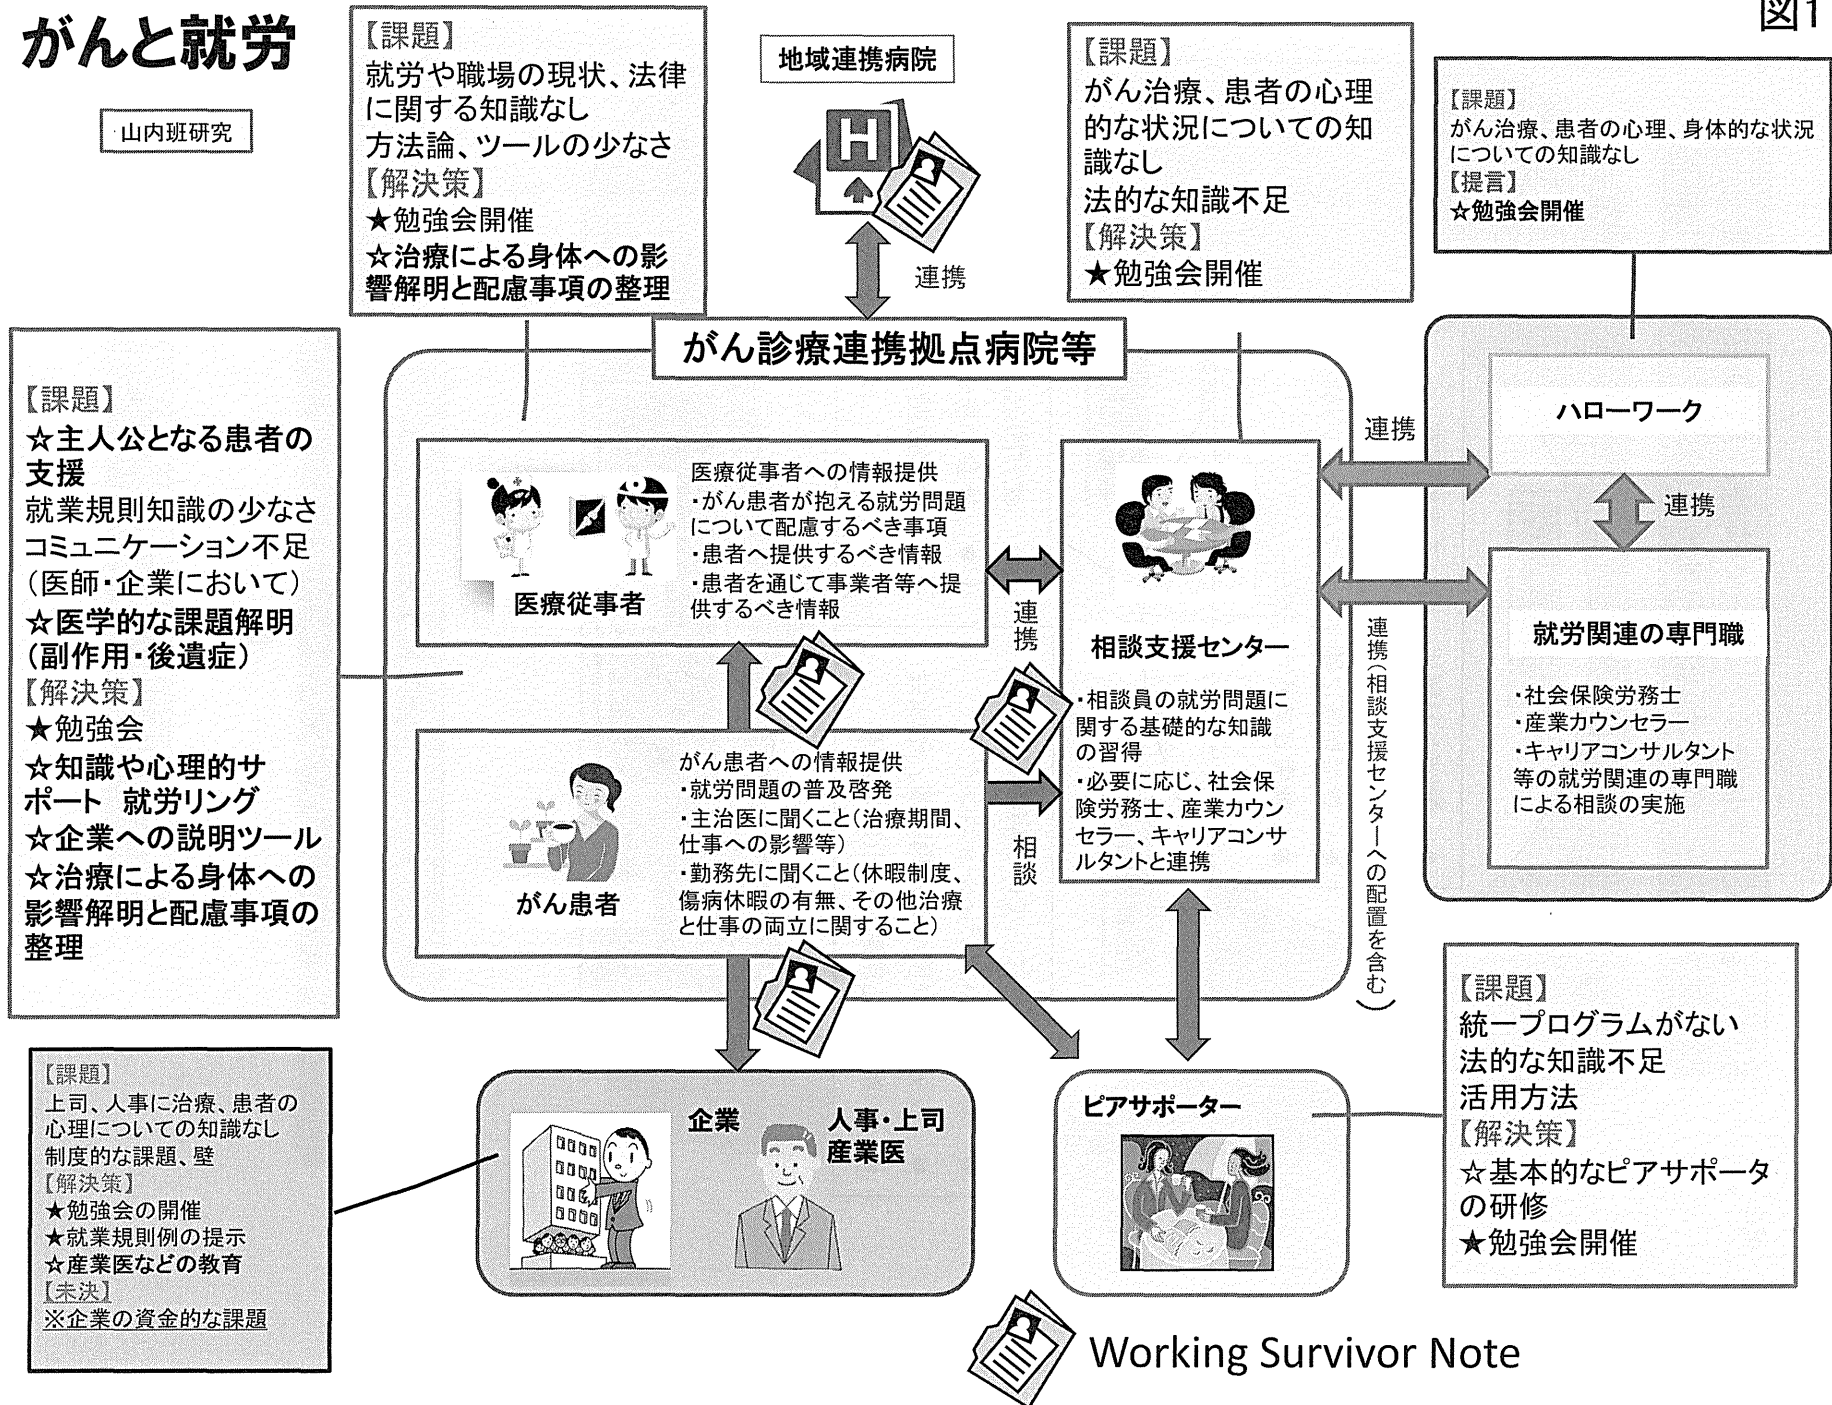 図1
がんと就労
山内班研究
【課題】
就労や職場の現状、法律
に関する知識なし
方法論、ツールの少なさ
【解決策】
★勉強会開催
☆治療による身体への影
響解明と配慮事項の整理
地域連携病院
H
連携
【課題】
がん治療、患者の心理
的な状況についての知
識なし
法的な知識不足
【解決策】
★勉強会開催
【課題】
がん治療、患者の心理、身体的な状況
についての知識なし
【提言】
☆勉強会開催
【課題】
☆主人公となる患者の
支援
就業規則知識の少なさ
コミュニケーション不足
(医師・企業において)
☆医学的な課題解明
(副作用・後遺症)
【解決策】
★勉強会
☆知識や心理的サ
ポート 就労リング
☆企業への説明ツール
☆治療による身体への
影響解明と配慮事項の
整理
がん診療連携拠点病院等
医療従事者
医療従事者への情報提供
・がん患者が抱える就労問題
について配慮するべき事項
・患者へ提供するべき情報
・患者を通じて事業者等へ提
供するべき情報
連携
がん患者
がん患者への情報提供
・就労問題の普及啓発
・主治医に聞くこと(治療期間、
仕事への影響等)
・勤務先に聞くこと(休暇制度、
傷病休暇の有無、その他治療
と仕事の両立に関すること)
相談
相談支援センター
・相談員の就労問題に
関する基礎的な知識
の習得
・必要に応じ、社会保
険労務士、産業カウン
セラー、キャリアコンサ
ルタントと連携
連携
連携(相談支援センターへの配置を含む)
ハローワーク
連携
就労関連の専門職
・社会保険労務士
・産業カウンセラー
・キャリアコンサルタント
等の就労関連の専門職
による相談の実施
【課題】
上司、人事に治療、患者の
心理についての知識なし
制度的な課題、壁
【解決策】
★勉強会の開催
★就業規則例の提示
☆産業医などの教育
【未決】
※企業の資金的な課題
企業
人事・上司
産業医
ピアサポーター
【課題】
統一プログラムがない
法的な知識不足
活用方法
【解決策】
☆基本的なピアサポータ
の研修
★勉強会開催
Working Survivor Note